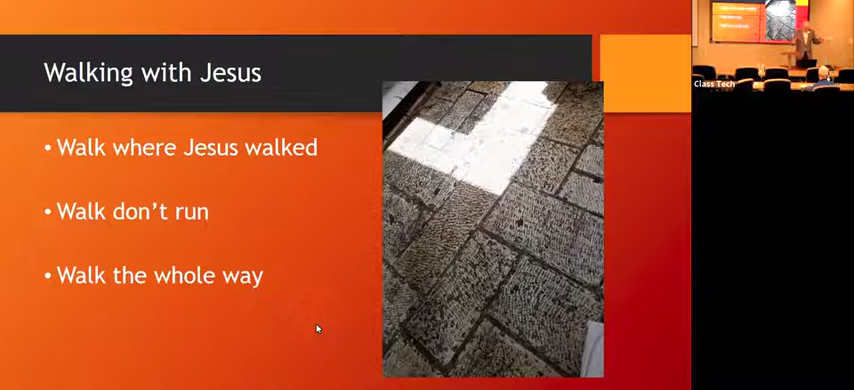 Walking with Jesus
• Walk where Jesus walked
• Walk don't run
• Walk the whole way
Class Tech